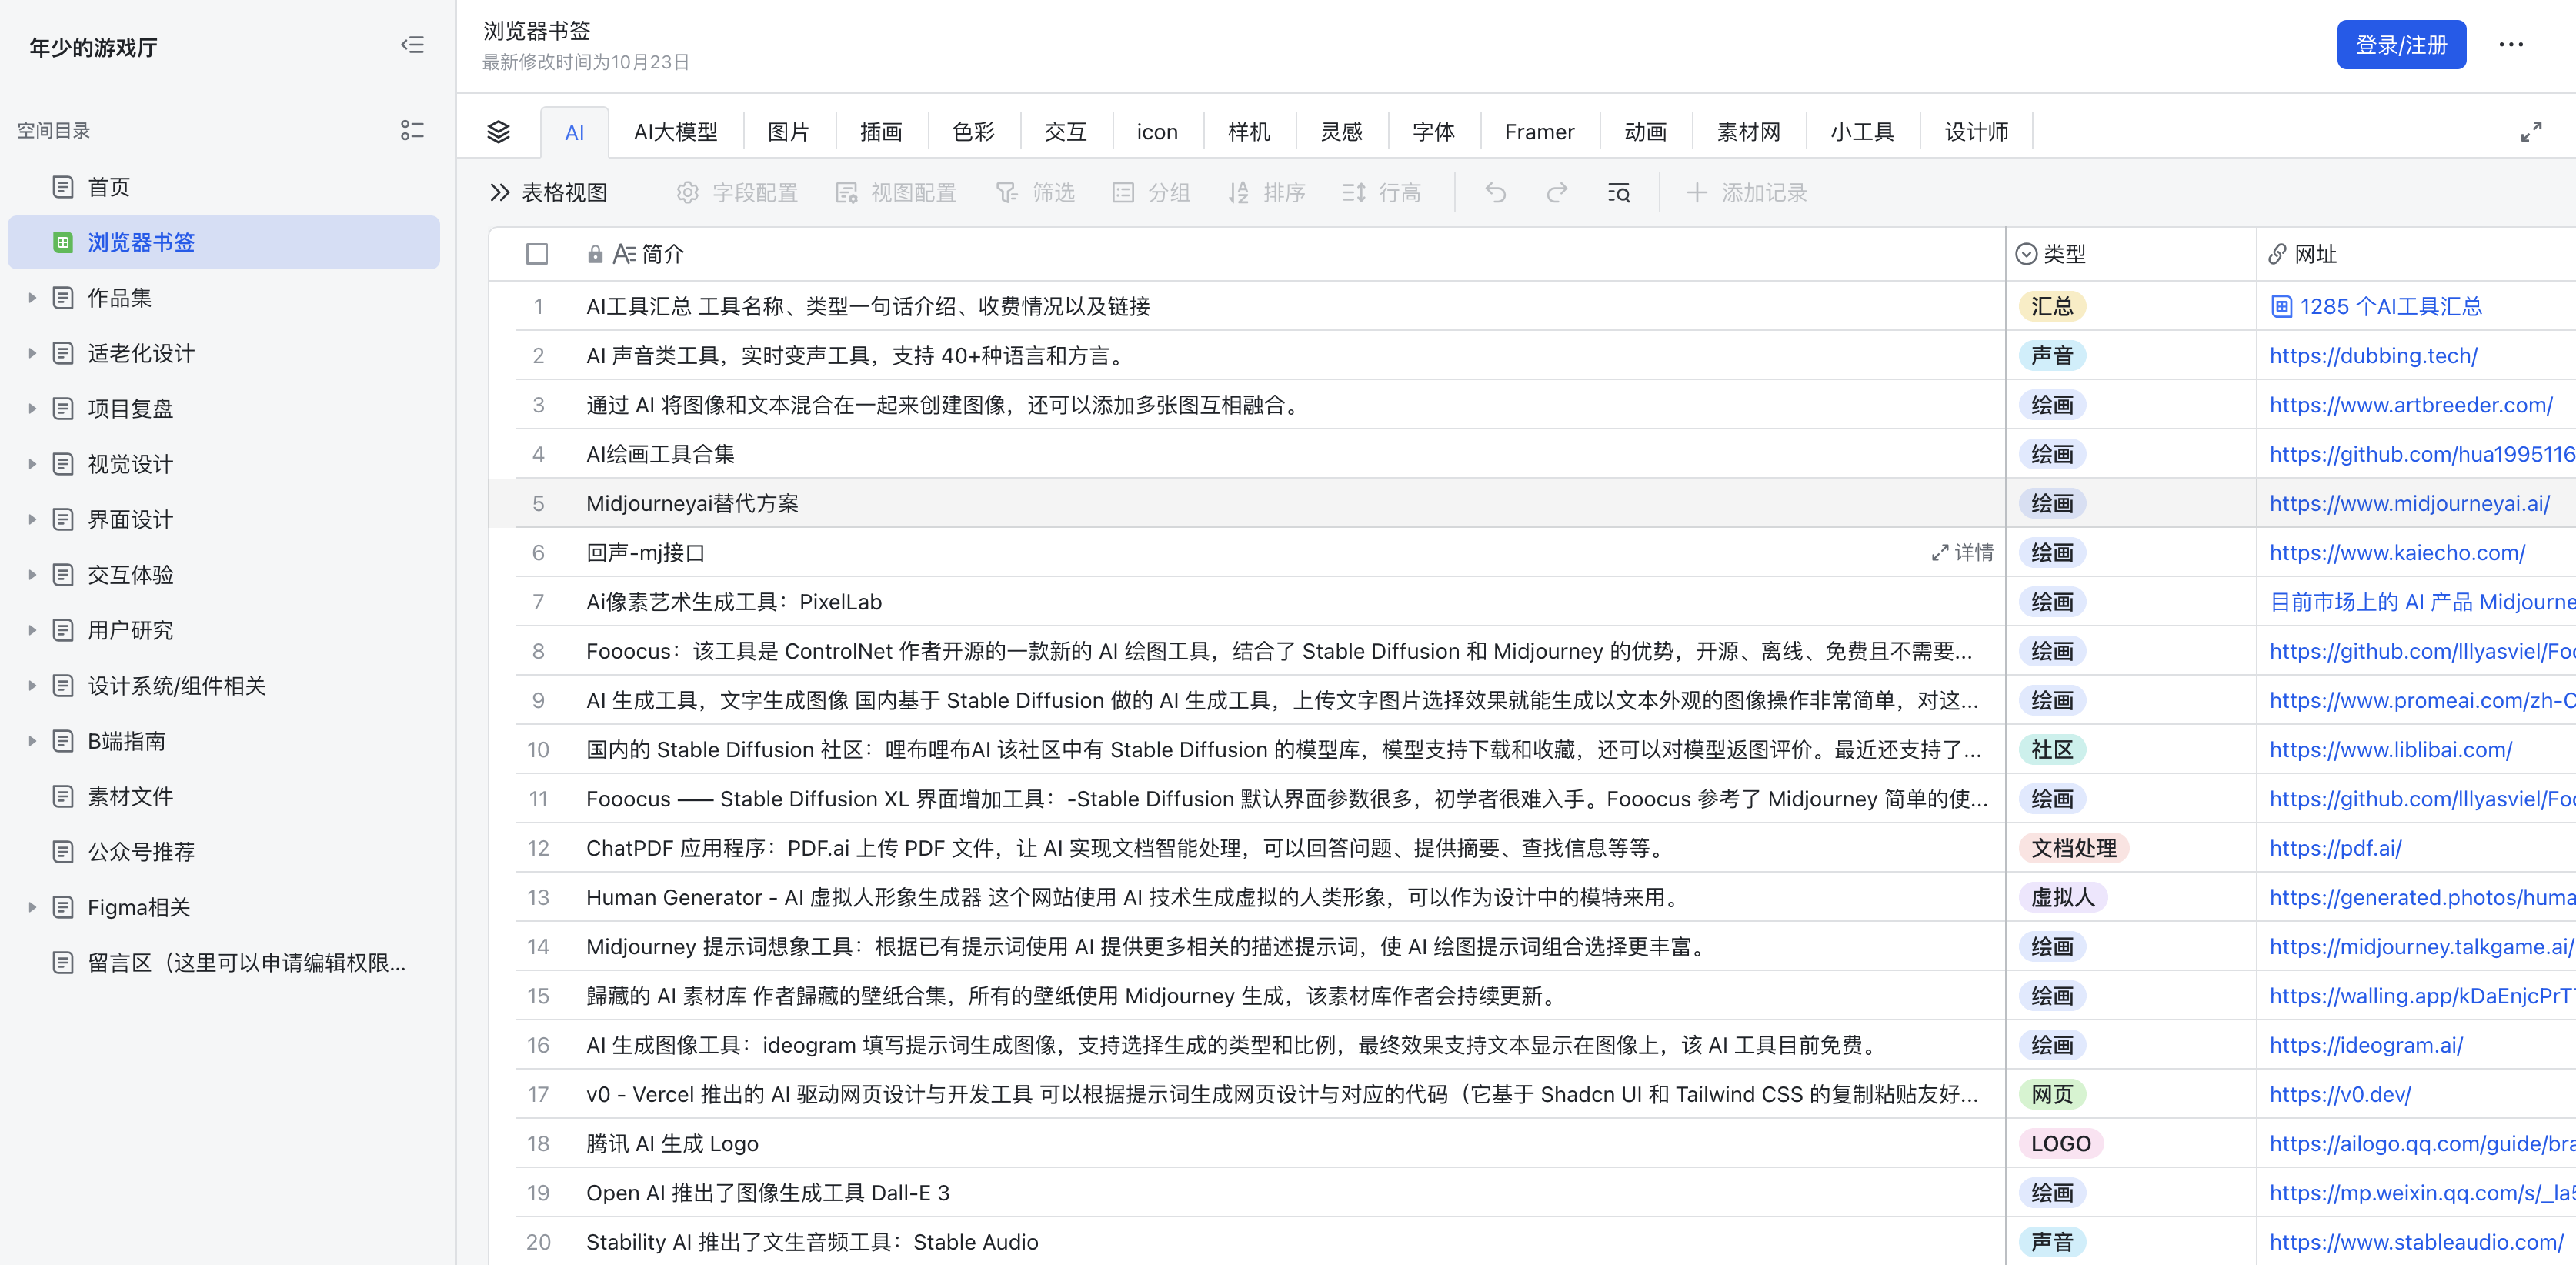 年少的游戏厅
空间目录
首页
浏览器书签
作品集
适老化设计
项目复盘
视觉设计
界面设计
交互体验
用户研究
设计系统/组件相关
B端指南
素材文件
公众号推荐
Figma相关
留言区（这里可以申请编辑权限...
浏览器书签
最新修改时间为10月23日
登录/注册
AI AI大模型 图片 插画 色彩 交互 icon 样机 灵感 字体 Framer 动画 素材网 小工具 设计师
表格视图 字段配置 视图配置 筛选 分组 排序 行高 添加记录
简介 类型 网址
1 AI工具汇总 工具名称、类型一句话介绍、收费情况以及链接 汇总 1285 个AI工具汇总
2 AI 声音类工具，实时变声工具，支持 40+种语言和方言。 声音 https://dubbing.tech/
3 通过 AI 将图像和文本混合在一起来创建图像，还可以添加多张图互相融合。 绘画 https://www.artbreeder.com/
4 AI绘画工具合集 绘画 https://github.com/hua1995116
5 Midjourneyai替代方案 绘画 https://www.midjourneyai.ai/
6 回声-mj接口 详情 绘画 https://www.kaiecho.com/
7 Ai像素艺术生成工具：PixelLab 绘画 目前市场上的 AI 产品 Midjourne
8 Fooocus：该工具是 ControlNet 作者开源的一款新的 AI 绘图工具，结合了 Stable Diffusion 和 Midjourney 的优势，开源、离线、免费且不需要... 绘画 https://github.com/lllyasviel/Foo
9 AI 生成工具，文字生成图像 国内基于 Stable Diffusion 做的 AI 生成工具，上传文字图片选择效果就能生成以文本外观的图像操作非常简单，对这... 绘画 https://www.promeai.com/zh-C
10 国内的 Stable Diffusion 社区：哩布哩布AI 该社区中有 Stable Diffusion 的模型库，模型支持下载和收藏，还可以对模型返图评价。最近还支持了... 社区 https://www.liblibai.com/
11 Fooocus —— Stable Diffusion XL 界面增加工具：-Stable Diffusion 默认界面参数很多，初学者很难入手。Fooocus 参考了 Midjourney 简单的使... 绘画 https://github.com/lllyasviel/Foo
12 ChatPDF 应用程序：PDF.ai 上传 PDF 文件，让 AI 实现文档智能处理，可以回答问题、提供摘要、查找信息等等。 文档处理 https://pdf.ai/
13 Human Generator - AI 虚拟人形象生成器 这个网站使用 AI 技术生成虚拟的人类形象，可以作为设计中的模特来用。 虚拟人 https://generated.photos/huma
14 Midjourney 提示词想象工具：根据已有提示词使用 AI 提供更多相关的描述提示词，使 AI 绘图提示词组合选择更丰富。 绘画 https://midjourney.talkgame.ai/
15 歸藏的 AI 素材库 作者歸藏的壁纸合集，所有的壁纸使用 Midjourney 生成，该素材库作者会持续更新。 绘画 https://walling.app/kDaEnjcPrT
16 AI 生成图像工具：ideogram 填写提示词生成图像，支持选择生成的类型和比例，最终效果支持文本显示在图像上，该 AI 工具目前免费。 绘画 https://ideogram.ai/
17 v0 - Vercel 推出的 AI 驱动网页设计与开发工具 可以根据提示词生成网页设计与对应的代码（它基于 Shadcn UI 和 Tailwind CSS 的复制粘贴友好... 网页 https://v0.dev/
18 腾讯 AI 生成 Logo LOGO https://ailogo.qq.com/guide/bra
19 Open AI 推出了图像生成工具 Dall-E 3 绘画 https://mp.weixin.qq.com/s/_la5
20 Stability AI 推出了文生音频工具：Stable Audio 声音 https://www.stableaudio.com/